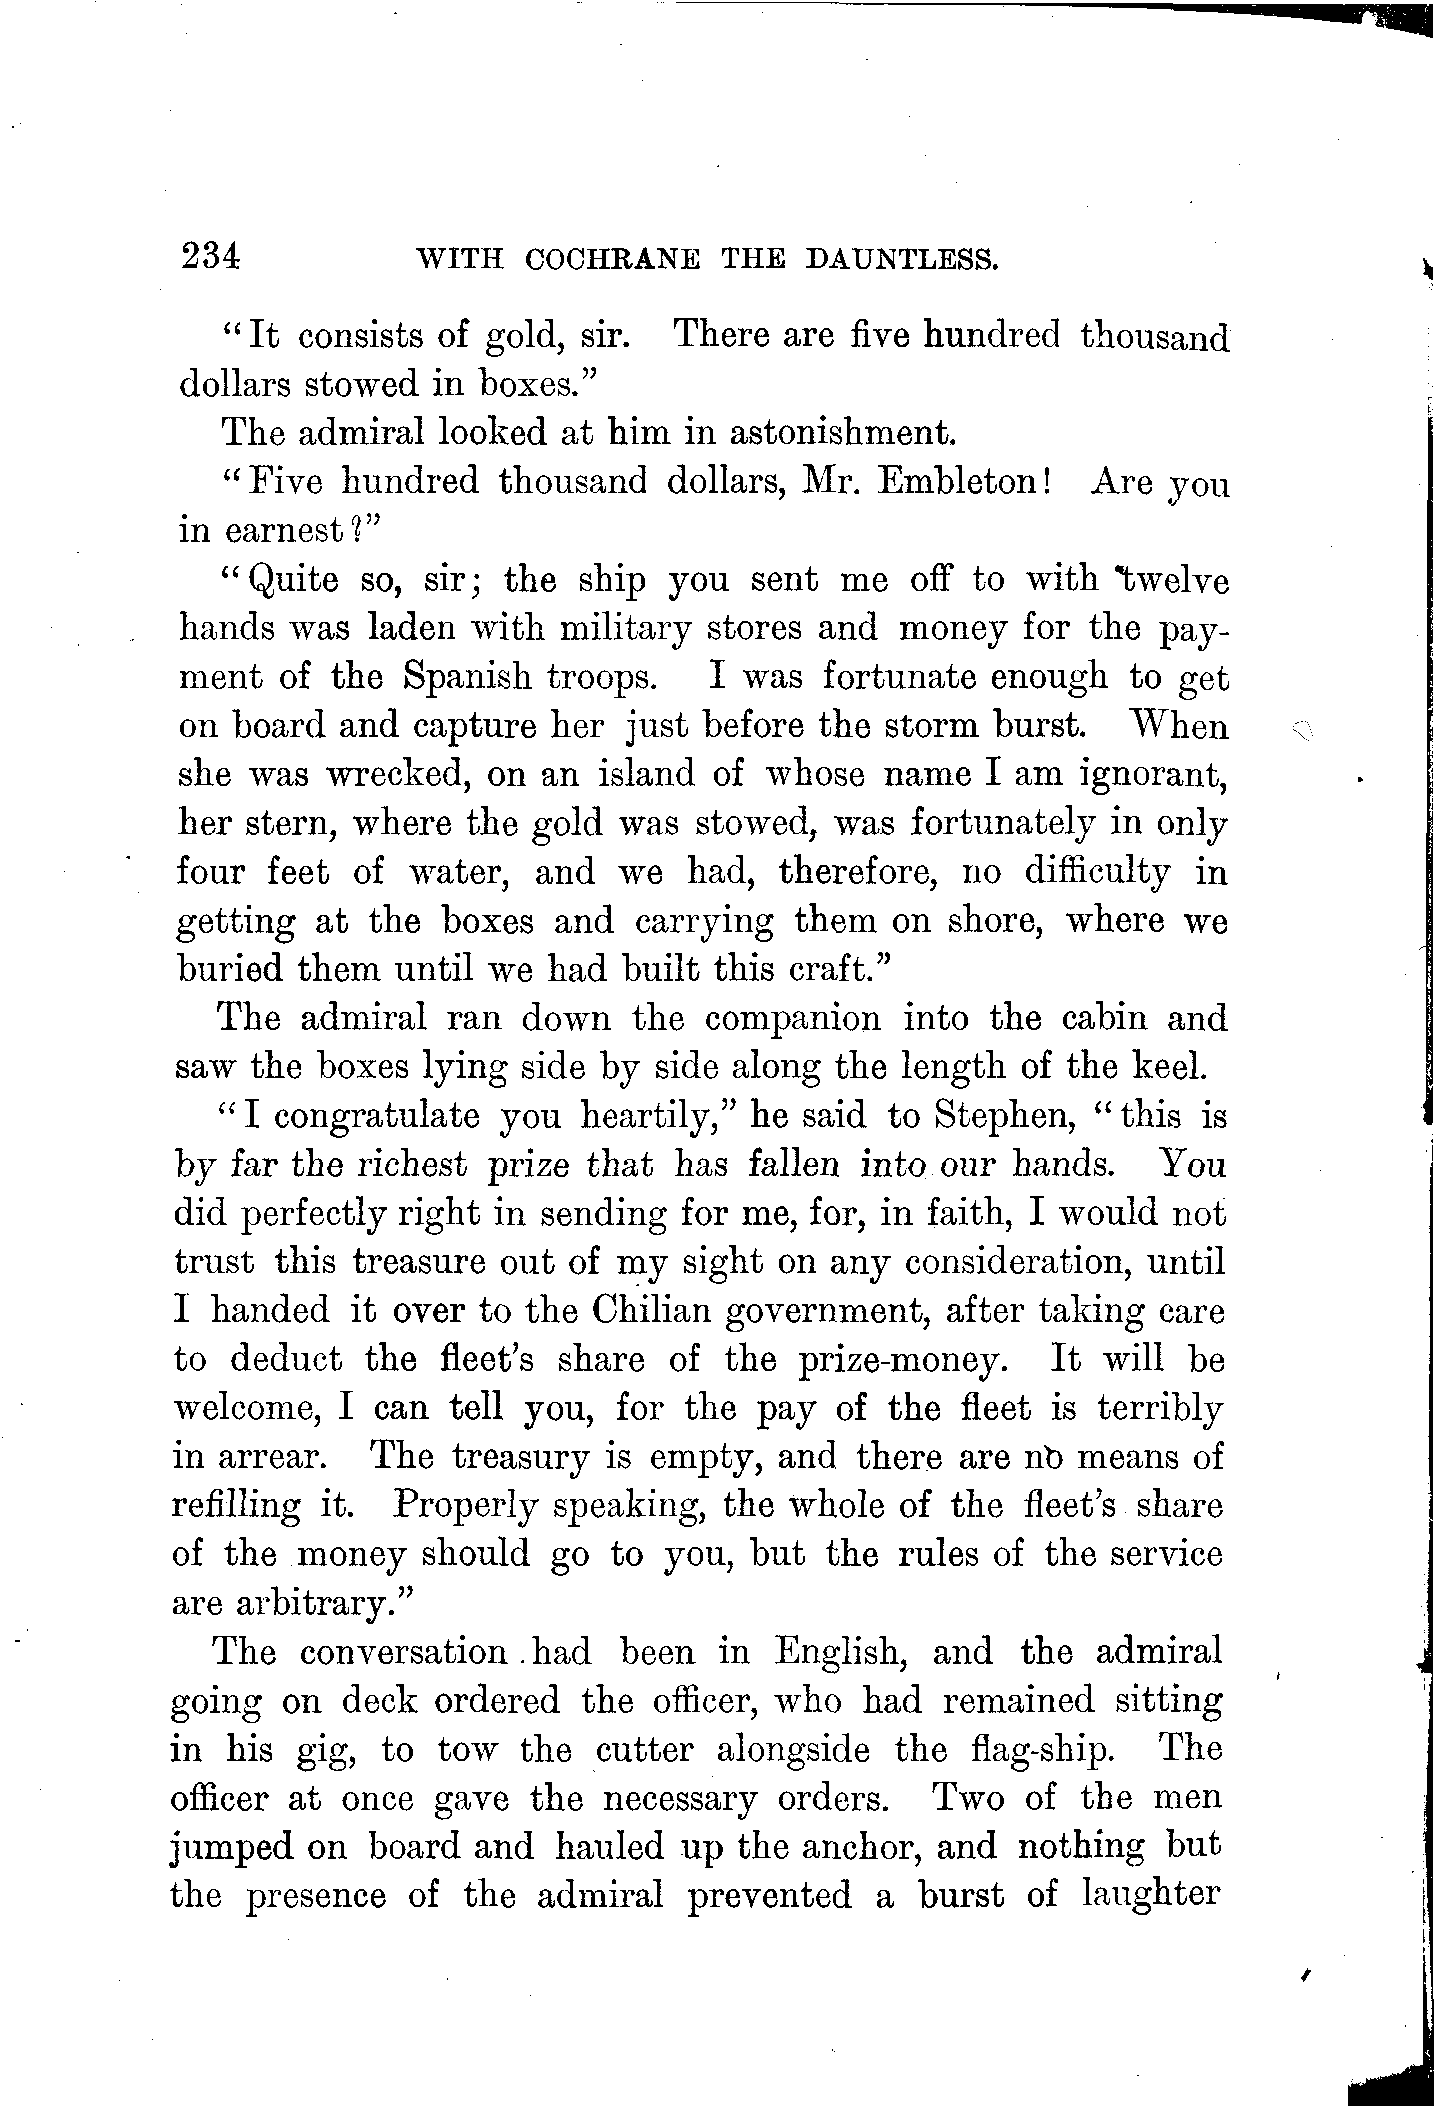 234 WITH COCHRANE THE DAUNTLESS.
“It consists of gold, sir. There are five hundred thousand
dollars stowed in boxes.”
The admiral looked at him in astonishment.
“Five hundred thousand dollars, Mr. Embleton! Are you
in earnest?”
“Quite so, sir; the ship you sent me off to with twelve
hands was laden with military stores and money for the pay-
ment of the Spanish troops. I was fortunate enough to get
on board and capture her just before the storm burst. When
she was wrecked, on an island of whose name I am ignorant,
her stern, where the gold was stowed, was fortunately in only
four feet of water, and we had, therefore, no difficulty in
getting at the boxes and carrying them on shore, where we
buried them until we had built this craft.”
The admiral ran down the companion into the cabin and
saw the boxes lying side by side along the length of the keel.
“I congratulate you heartily,” he said to Stephen, “this is
by far the richest prize that has fallen into our hands. You
did perfectly right in sending for me, for, in faith, I would not
trust this treasure out of my sight on any consideration, until
I handed it over to the Chilian government, after taking care
to deduct the fleet’s share of the prize-money. It will be
welcome, I can tell you, for the pay of the fleet is terribly
in arrear. The treasury is empty, and there are no means of
refilling it. Properly speaking, the whole of the fleet’s share
of the money should go to you, but the rules of the service
are arbitrary.”
The conversation had been in English, and the admiral
going on deck ordered the officer, who had remained sitting
in his gig, to tow the cutter alongside the flag-ship. The
officer at once gave the necessary orders. Two of the men
jumped on board and hauled up the anchor, and nothing but
the presence of the admiral prevented a burst of laughter